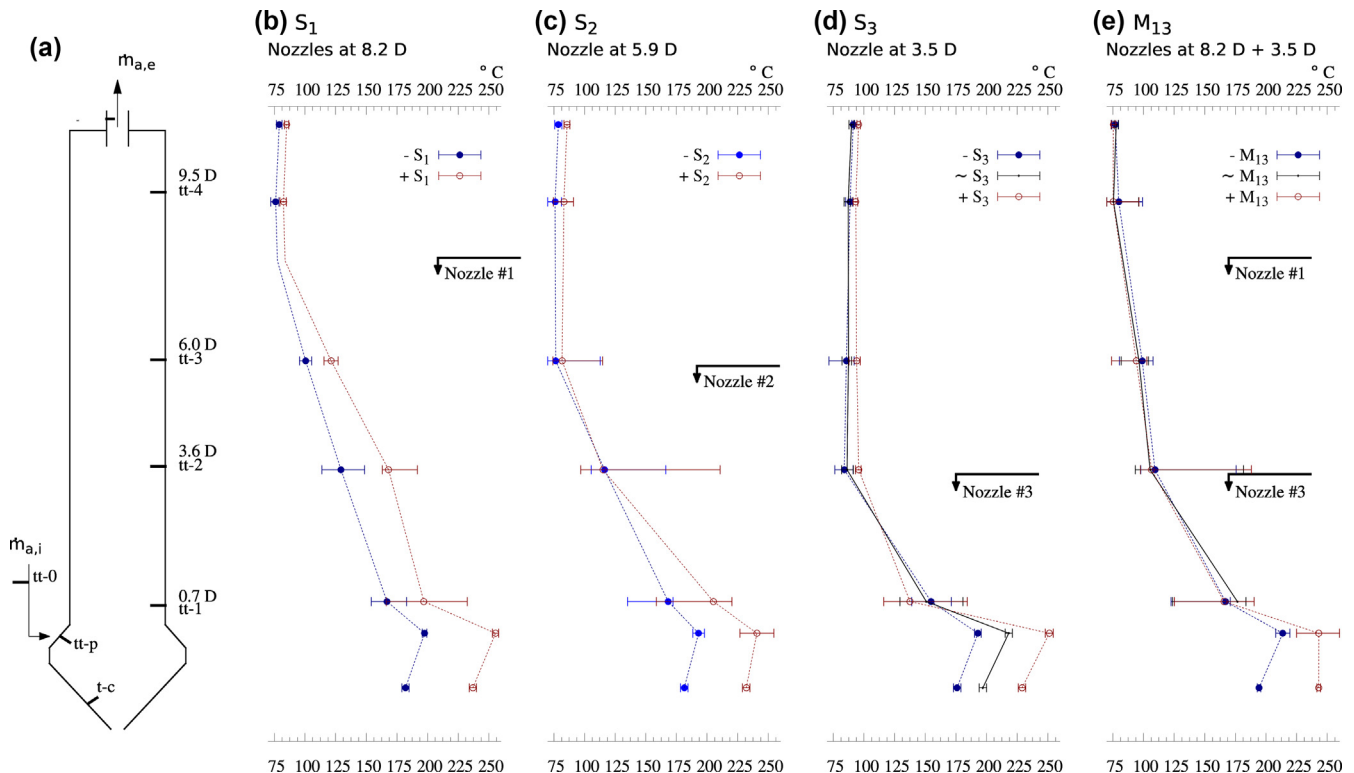 (a)
ṁa,e
9.5 D
tt-4
6.0 D
tt-3
3.6 D
tt-2
ṁa,i
tt-0
0.7 D
tt-1
tt-p
t-c
(b) S1
Nozzles at 8.2 D
° C
75 100 125 150 175 200 225 250
- S1
+ S1
Nozzle #1
75 100 125 150 175 200 225 250
(c) S2
Nozzle at 5.9 D
° C
75 100 125 150 175 200 225 250
- S2
+ S2
Nozzle #2
75 100 125 150 175 200 225 250
(d) S3
Nozzle at 3.5 D
° C
75 100 125 150 175 200 225 250
- S3
~ S3
+ S3
Nozzle #3
75 100 125 150 175 200 225 250
(e) M13
Nozzles at 8.2 D + 3.5 D
° C
75 100 125 150 175 200 225 250
- M13
~ M13
+ M13
Nozzle #1
Nozzle #3
75 100 125 150 175 200 225 250